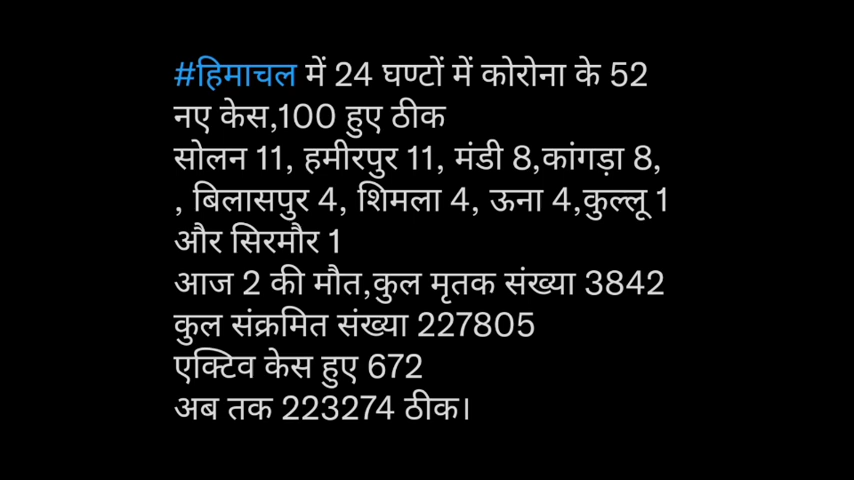 #हिमाचल में 24 घण्टों में कोरोना के 52
नए केस,100 हुए ठीक
सोलन 11, हमीरपुर 11, मंडी 8,कांगड़ा 8,
, बिलासपुर 4, शिमला 4, ऊना 4,कुल्लू 1
और सिरमौर 1
आज 2 की मौत,कुल मृतक संख्या 3842
कुल संक्रमित संख्या 227805
एक्टिव केस हुए 672
अब तक 223274 ठीक।